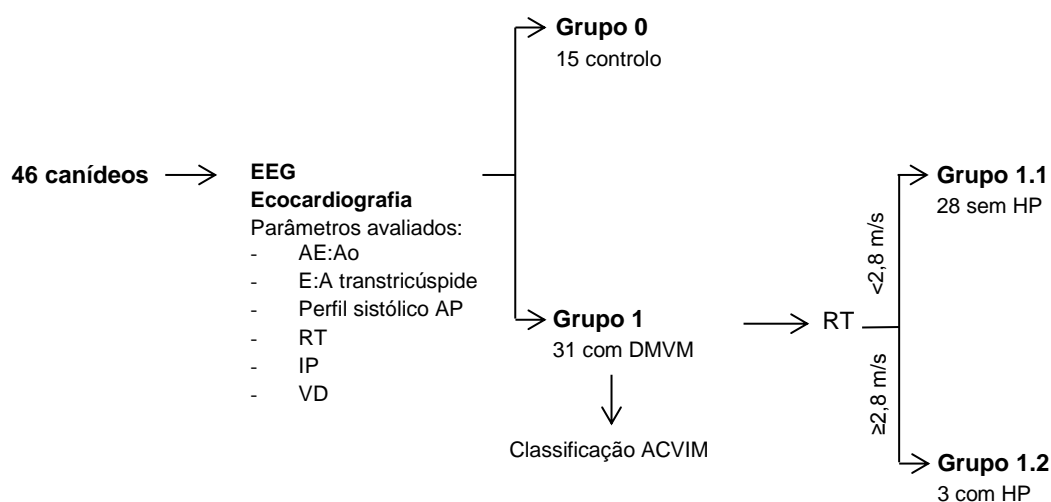 46 canídeos
EEG
Ecocardiografia
Parâmetros avaliados:
- AE:Ao
- E:A transtricúspide
- Perfil sistólico AP
- RT
- IP
- VD
Grupo 0
15 controlo
Grupo 1
31 com DMVM
Classificação ACVIM
RT
<2,8 m/s
≥2,8 m/s
Grupo 1.1
28 sem HP
Grupo 1.2
3 com HP